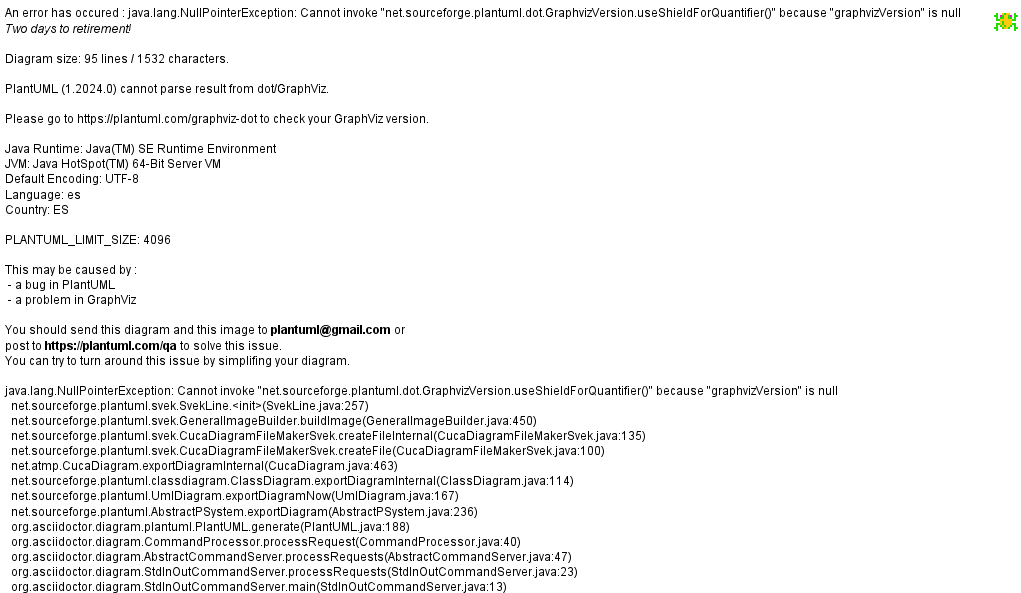 An error has occured : java.lang.NullPointerException: Cannot invoke "net.sourceforge.plantuml.dot.GraphvizVersion.useShieldForQuantifier()" because "graphvizVersion" is null
Two days to retirement!
Diagram size: 95 lines / 1532 characters.
PlantUML (1.2024.0) cannot parse result from dot/GraphViz.
Please go to https://plantuml.com/graphviz-dot to check your GraphViz version.
Java Runtime: Java(TM) SE Runtime Environment
JVM: Java HotSpot(TM) 64-Bit Server VM
Default Encoding: UTF-8
Language: es
Country: ES
PLANTUML_LIMIT_SIZE: 4096
This may be caused by :
- a bug in PlantUML
- a problem in GraphViz
You should send this diagram and this image to plantuml@gmail.com or
post to https://plantuml.com/qa to solve this issue.
You can try to turn around this issue by simplifing your diagram.
java.lang.NullPointerException: Cannot invoke "net.sourceforge.plantuml.dot.GraphvizVersion.useShieldForQuantifier()" because "graphvizVersion" is null
net.sourceforge.plantuml.svek.SvekLine.<init>(SvekLine.java:257)
net.sourceforge.plantuml.svek.GeneralImageBuilder.buildImage(GeneralImageBuilder.java:450)
net.sourceforge.plantuml.svek.CucaDiagramFileMakerSvek.createFileInternal(CucaDiagramFileMakerSvek.java:135)
net.sourceforge.plantuml.svek.CucaDiagramFileMakerSvek.createFile(CucaDiagramFileMakerSvek.java:100)
net.atmp.CucaDiagram.exportDiagramInternal(CucaDiagram.java:463)
net.sourceforge.plantuml.classdiagram.ClassDiagram.exportDiagramInternal(ClassDiagram.java:114)
net.sourceforge.plantuml.UmlDiagram.exportDiagramNow(UmlDiagram.java:167)
net.sourceforge.plantuml.AbstractPSystem.exportDiagram(AbstractPSystem.java:236)
org.asciidoctor.diagram.plantuml.PlantUML.generate(PlantUML.java:188)
org.asciidoctor.diagram.CommandProcessor.processRequest(CommandProcessor.java:40)
org.asciidoctor.diagram.AbstractCommandServer.processRequests(AbstractCommandServer.java:47)
org.asciidoctor.diagram.StdInOutCommandServer.processRequests(StdInOutCommandServer.java:23)
org.asciidoctor.diagram.StdInOutCommandServer.main(StdInOutCommandServer.java:13)